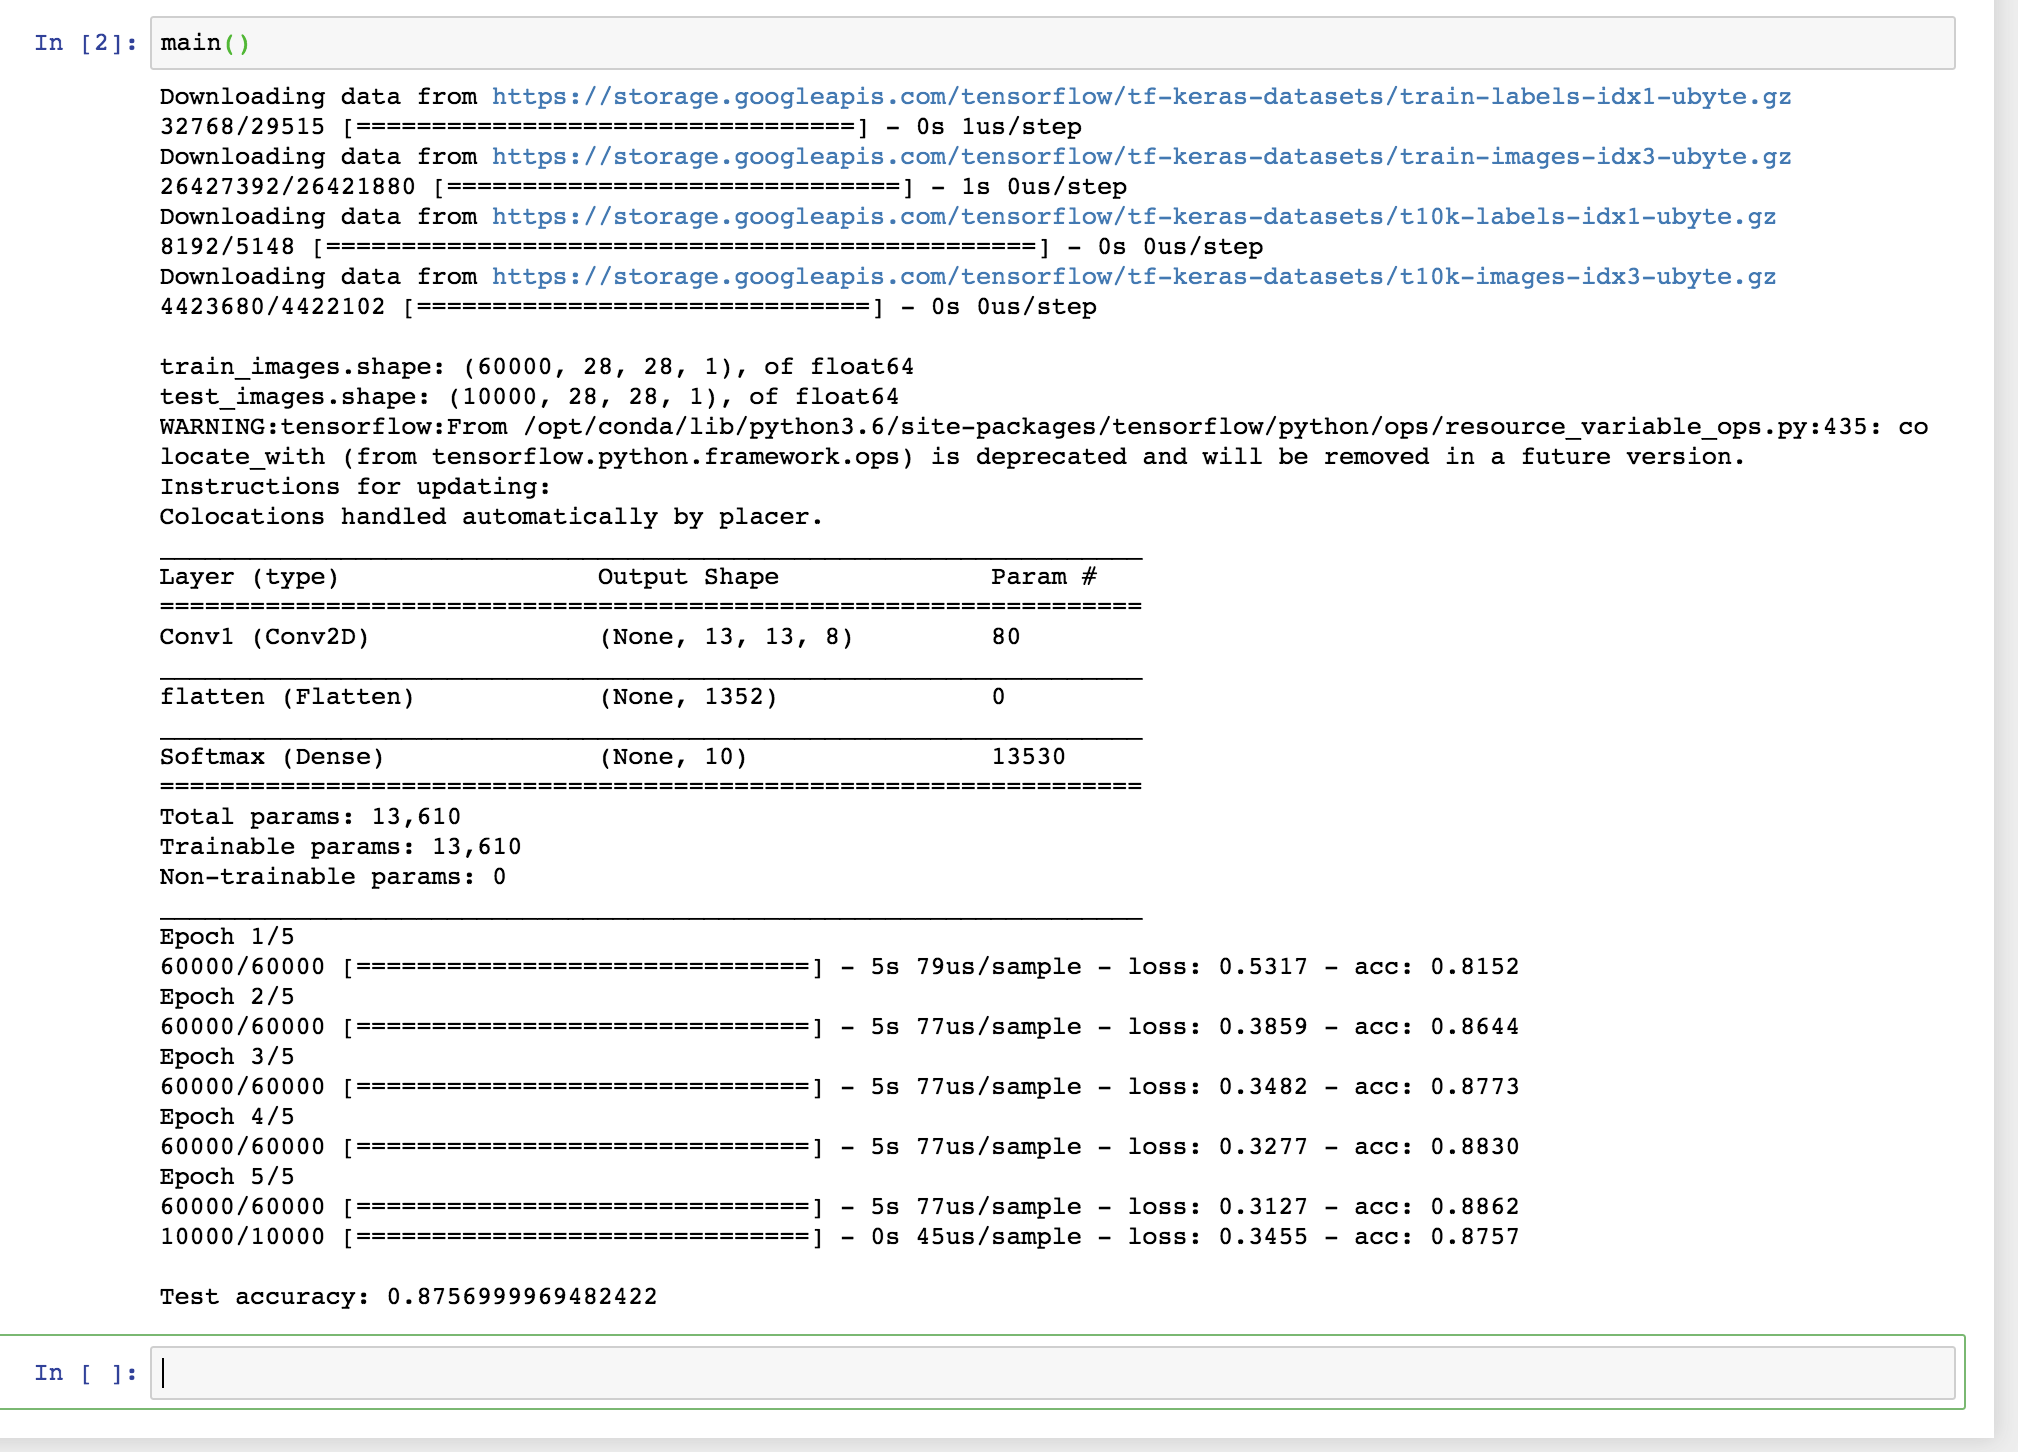 In [2]: main()
Downloading data from https://storage.googleapis.com/tensorflow/tf-keras-datasets/train-labels-idx1-ubyte.gz
32768/29515 [=================================] - 0s 1us/step
Downloading data from https://storage.googleapis.com/tensorflow/tf-keras-datasets/train-images-idx3-ubyte.gz
26427392/26421880 [==============================] - 1s 0us/step
Downloading data from https://storage.googleapis.com/tensorflow/tf-keras-datasets/t10k-labels-idx1-ubyte.gz
8192/5148 [===============================================] - 0s 0us/step
Downloading data from https://storage.googleapis.com/tensorflow/tf-keras-datasets/t10k-images-idx3-ubyte.gz
4423680/4422102 [==============================] - 0s 0us/step
train_images.shape: (60000, 28, 28, 1), of float64
test_images.shape: (10000, 28, 28, 1), of float64
WARNING:tensorflow:From /opt/conda/lib/python3.6/site-packages/tensorflow/python/ops/resource_variable_ops.py:435: co
locate_with (from tensorflow.python.framework.ops) is deprecated and will be removed in a future version.
Instructions for updating:
Colocations handled automatically by placer.
_________________________________________________________________
Layer (type)                 Output Shape              Param #
=================================================================
Conv1 (Conv2D)               (None, 13, 13, 8)         80
_________________________________________________________________
flatten (Flatten)            (None, 1352)              0
_________________________________________________________________
Softmax (Dense)              (None, 10)                13530
=================================================================
Total params: 13,610
Trainable params: 13,610
Non-trainable params: 0
_________________________________________________________________
Epoch 1/5
60000/60000 [==============================] - 5s 79us/sample - loss: 0.5317 - acc: 0.8152
Epoch 2/5
60000/60000 [==============================] - 5s 77us/sample - loss: 0.3859 - acc: 0.8644
Epoch 3/5
60000/60000 [==============================] - 5s 77us/sample - loss: 0.3482 - acc: 0.8773
Epoch 4/5
60000/60000 [==============================] - 5s 77us/sample - loss: 0.3277 - acc: 0.8830
Epoch 5/5
60000/60000 [==============================] - 5s 77us/sample - loss: 0.3127 - acc: 0.8862
10000/10000 [==============================] - 0s 45us/sample - loss: 0.3455 - acc: 0.8757
Test accuracy: 0.8756999969482422
In [ ]: